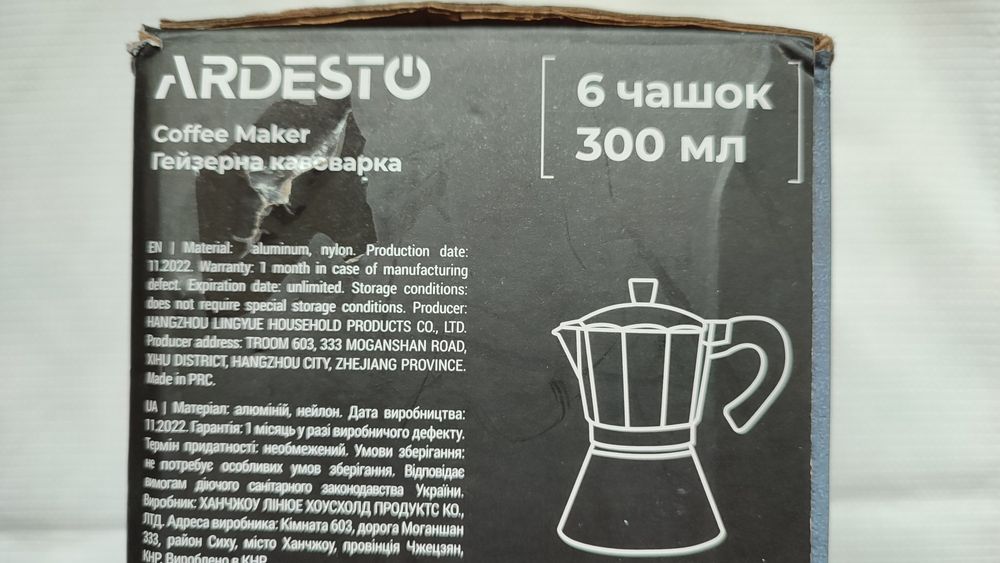 ARDESTO
6 чашок
300 мл
Coffee Maker
Гейзерна кавоварка
EN | Material: aluminum, nylon. Production date:
11.2022. Warranty: 1 month in case of manufacturing
defect. Expiration date: unlimited. Storage conditions:
does not require special storage conditions. Producer:
HANGZHOU LINGYUE HOUSEHOLD PRODUCTS CO., LTD.
Producer address: TROOM 603, 333 MOGANSHAN ROAD,
XIHU DISTRICT, HANGZHOU CITY, ZHEJIANG PROVINCE.
Made in PRC.
UA | Матеріал: алюміній, нейлон. Дата виробництва:
11.2022. Гарантія: 1 місяць у разі виробничого дефекту.
Термін придатності: необмежений. Умови зберігання:
не потребує особливих умов зберігання. Відповідає
вимогам діючого санітарного законодавства України.
Виробник: ХАНЧЖОУ ЛІНЮЕ ХОУСХОЛД ПРОДУКТС КО.,
ЛТД. Адреса виробника: Кімната 603, дорога Моганшан
333, район Сиху, місто Ханчжоу, провінція Чжецзян,
КНР. Вироблено в КНР.